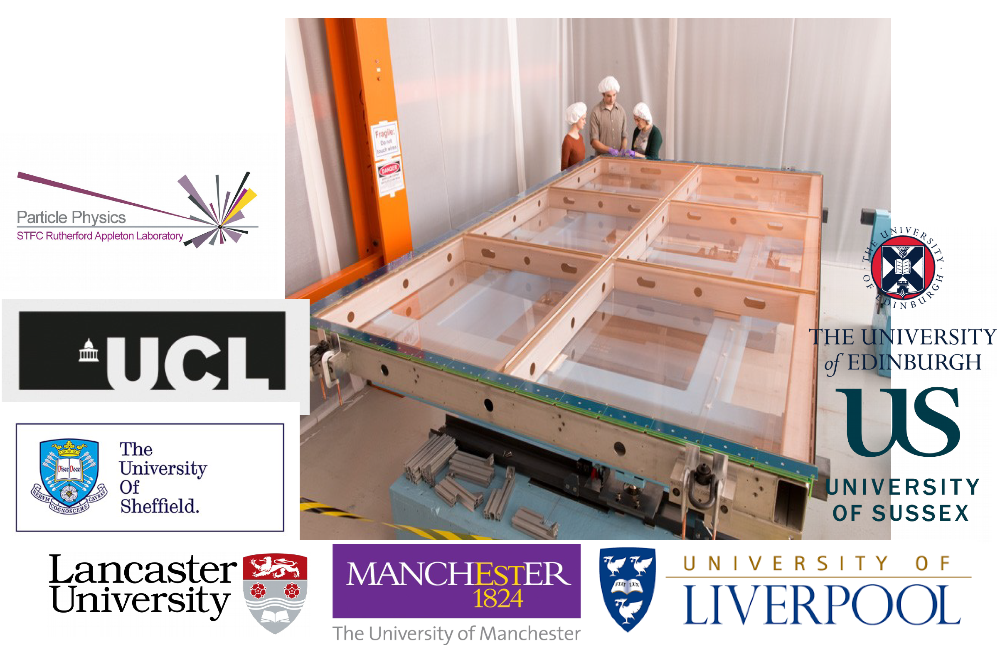 Fragile:
Do not
touch wires
DANGER
Particle Physics
STFC Rutherford Appleton Laboratory
THE UNIVERSITY OF EDINBURGH
THE UNIVERSITY
of EDINBURGH
UCL
US
UNIVERSITY
OF SUSSEX
Disce Doce
RERVM COGNOSCERE CAVSAS
The
University
Of
Sheffield.
Lancaster
University
MANCHESTER
1824
The University of Manchester
FIAT LUX
UNIVERSITY OF
LIVERPOOL